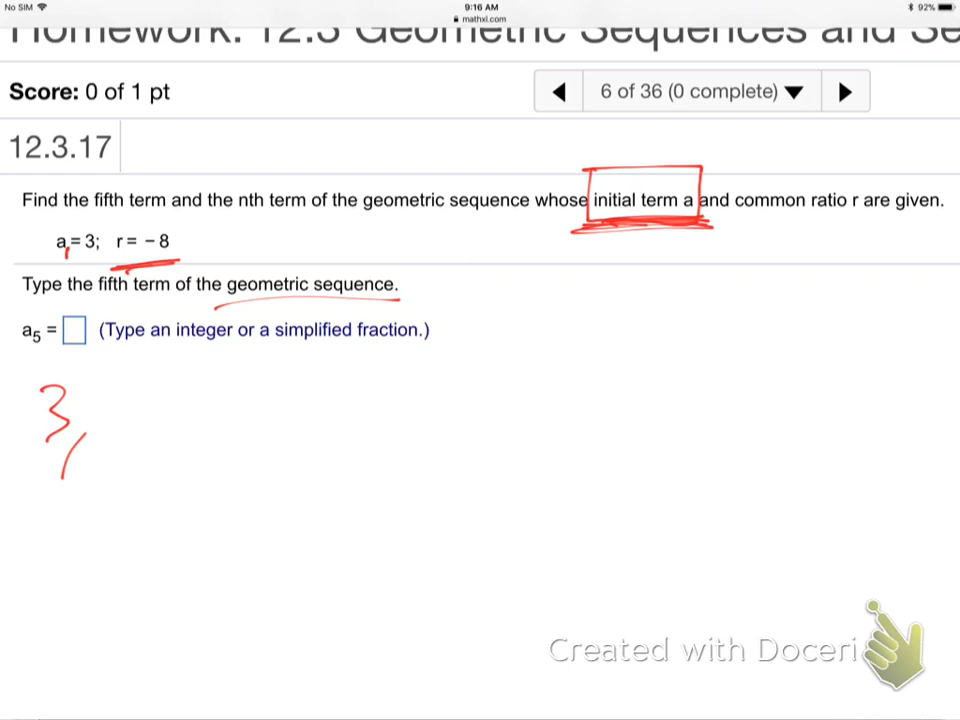 No SIM 9:16 AM 92%
mathxl.com
Homework: 12.3 Geometric Sequences and Se
Score: 0 of 1 pt
6 of 36 (0 complete)
12.3.17
Find the fifth term and the nth term of the geometric sequence whose initial term a and common ratio r are given.
a₁= 3; r = − 8
Type the fifth term of the geometric sequence.
a₅ = (Type an integer or a simplified fraction.)
3,
Created with Doceri